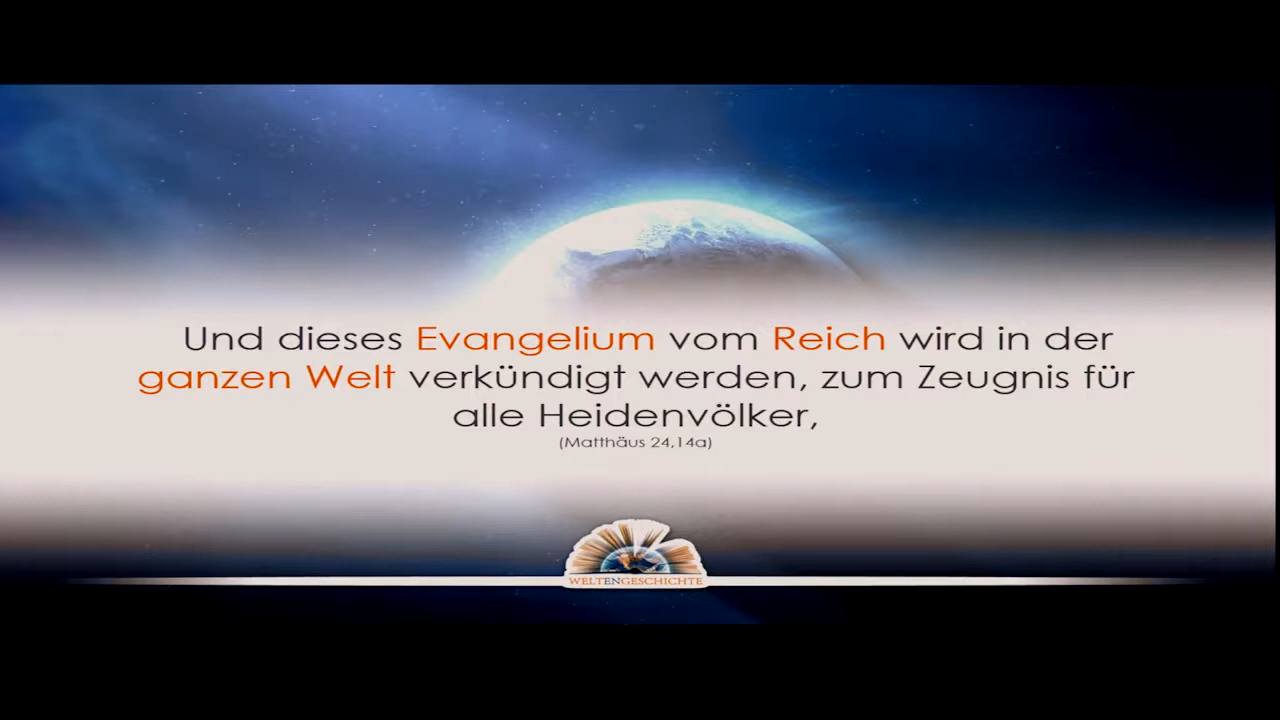 Und dieses Evangelium vom Reich wird in der
ganzen Welt verkündigt werden, zum Zeugnis für
alle Heidenvölker,
(Matthäus 24,14a)
WELTENGESCHICHTE